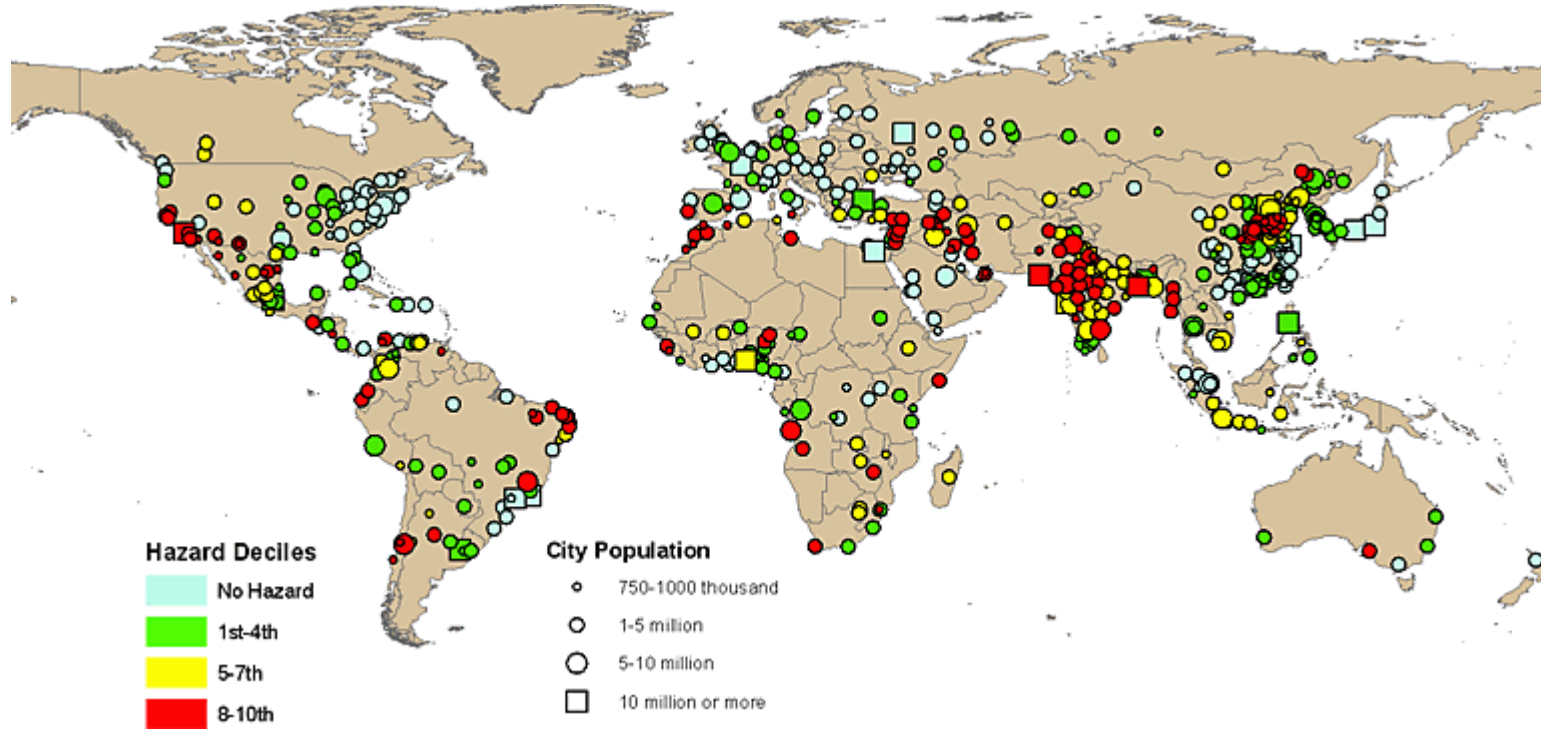 Hazard Deciles
No Hazard
1st-4th
5-7th
8-10th
City Population
750-1000 thousand
1-5 million
5-10 million
10 million or more